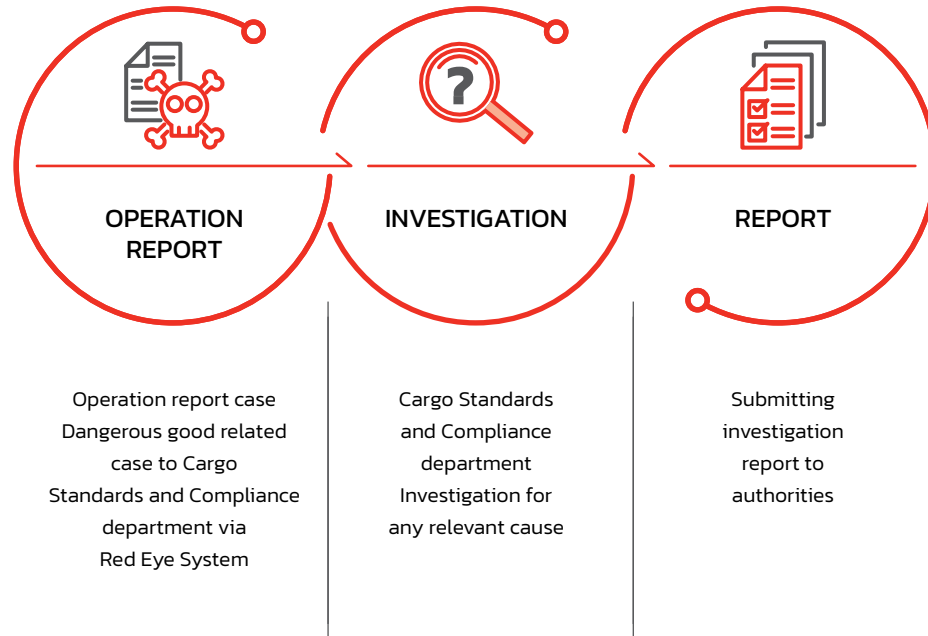 ?
OPERATION
REPORT
Operation report case
Dangerous good related
case to Cargo
Standards and Compliance
department via
Red Eye System
INVESTIGATION
Cargo Standards
and Compliance
department
Investigation for
any relevant cause
REPORT
Submitting
investigation
report to
authorities